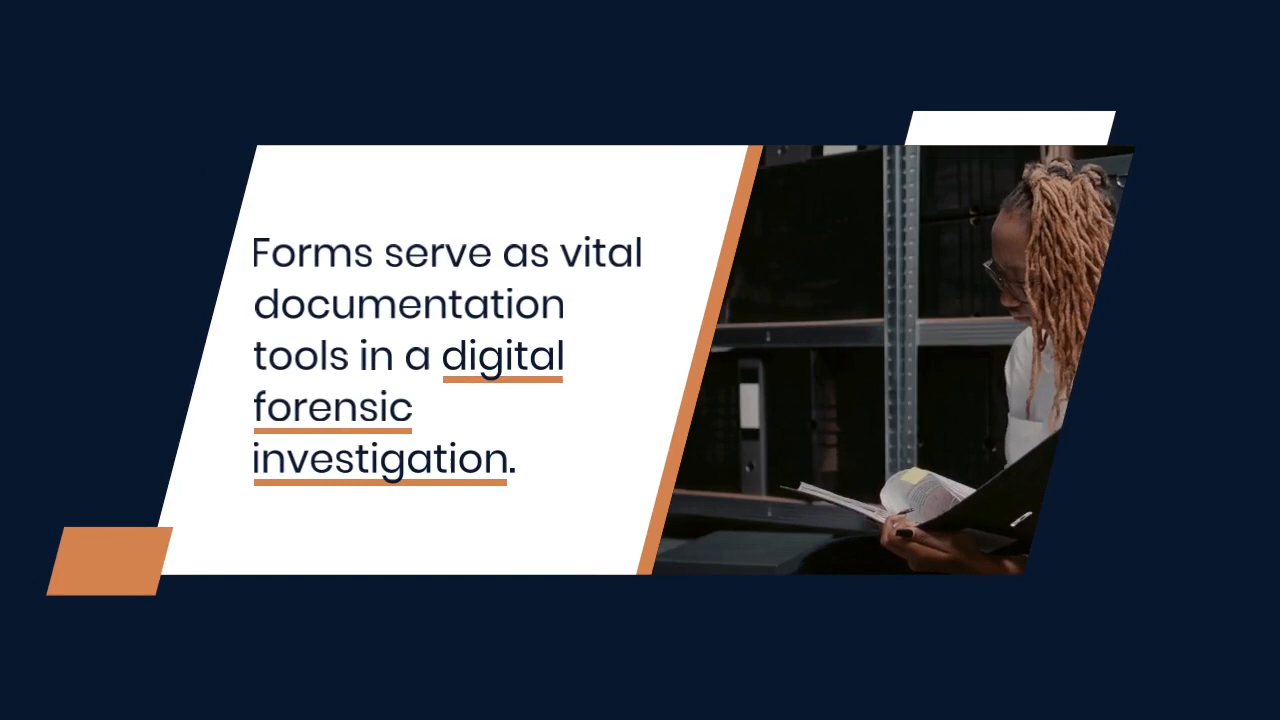 Forms serve as vital
documentation
tools in a digital
forensic
investigation.